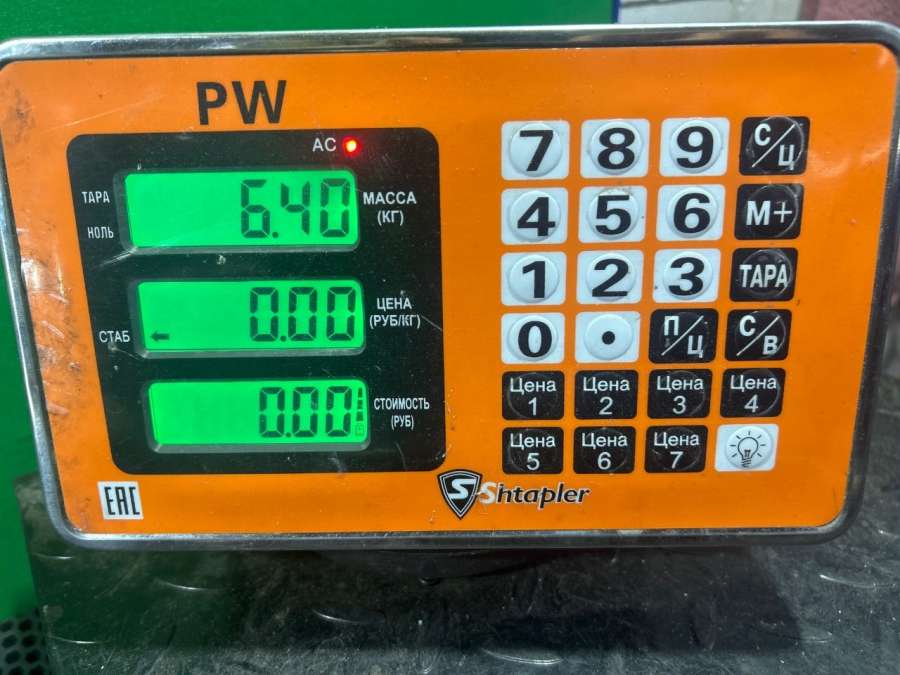 PW
AC
ТАРА
НОЛЬ
6.40
МАССА
(КГ)
СТАБ
0.00
ЦЕНА
(РУБ/КГ)
0.00
СТОИМОСТЬ
(РУБ)
7 8 9 С/Ц
4 5 6 М+
1 2 3 ТАРА
0 . П/Ц С/В
Цена 1 Цена 2 Цена 3 Цена 4
Цена 5 Цена 6 Цена 7
EAC
S Shtapler